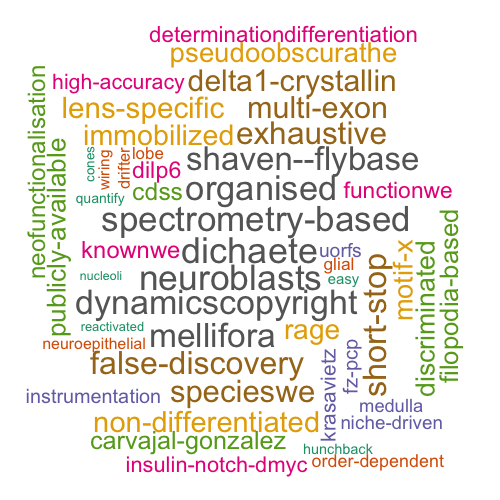 determinationdifferentiation
pseudoobscurathe
high-accuracy
delta1-crystallin
lens-specific
multi-exon
immobilized
exhaustive
neofunctionalisation
publicly-available
cones
wiring
drifter
lobe
shaven--flybase
dilp6
quantify
cdss
organised
functionwe
spectrometry-based
knownwe
dichaete
uorfs
glial
nucleoli
neuroblasts
easy
short-stop
motif-x
discriminated
filopodia-based
dynamicscopyright
reactivated
mellifora
rage
neuroepithelial
false-discovery
krasavietz
fz-pcp
instrumentation
specieswe
medulla
non-differentiated
niche-driven
carvajal-gonzalez
hunchback
insulin-notch-dmyc
order-dependent